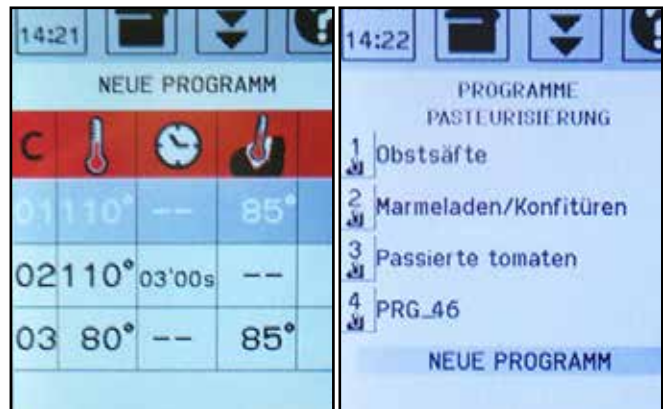 14:21
NEUE PROGRAMM
C
01 110° -- 85°
02 110° 03'00s --
03 80° -- 85°
14:22
PROGRAMME
PASTEURISIERUNG
1 Obstsäfte
2 Marmeladen/Konfitüren
3 Passierte tomaten
4 PRG_46
NEUE PROGRAMM